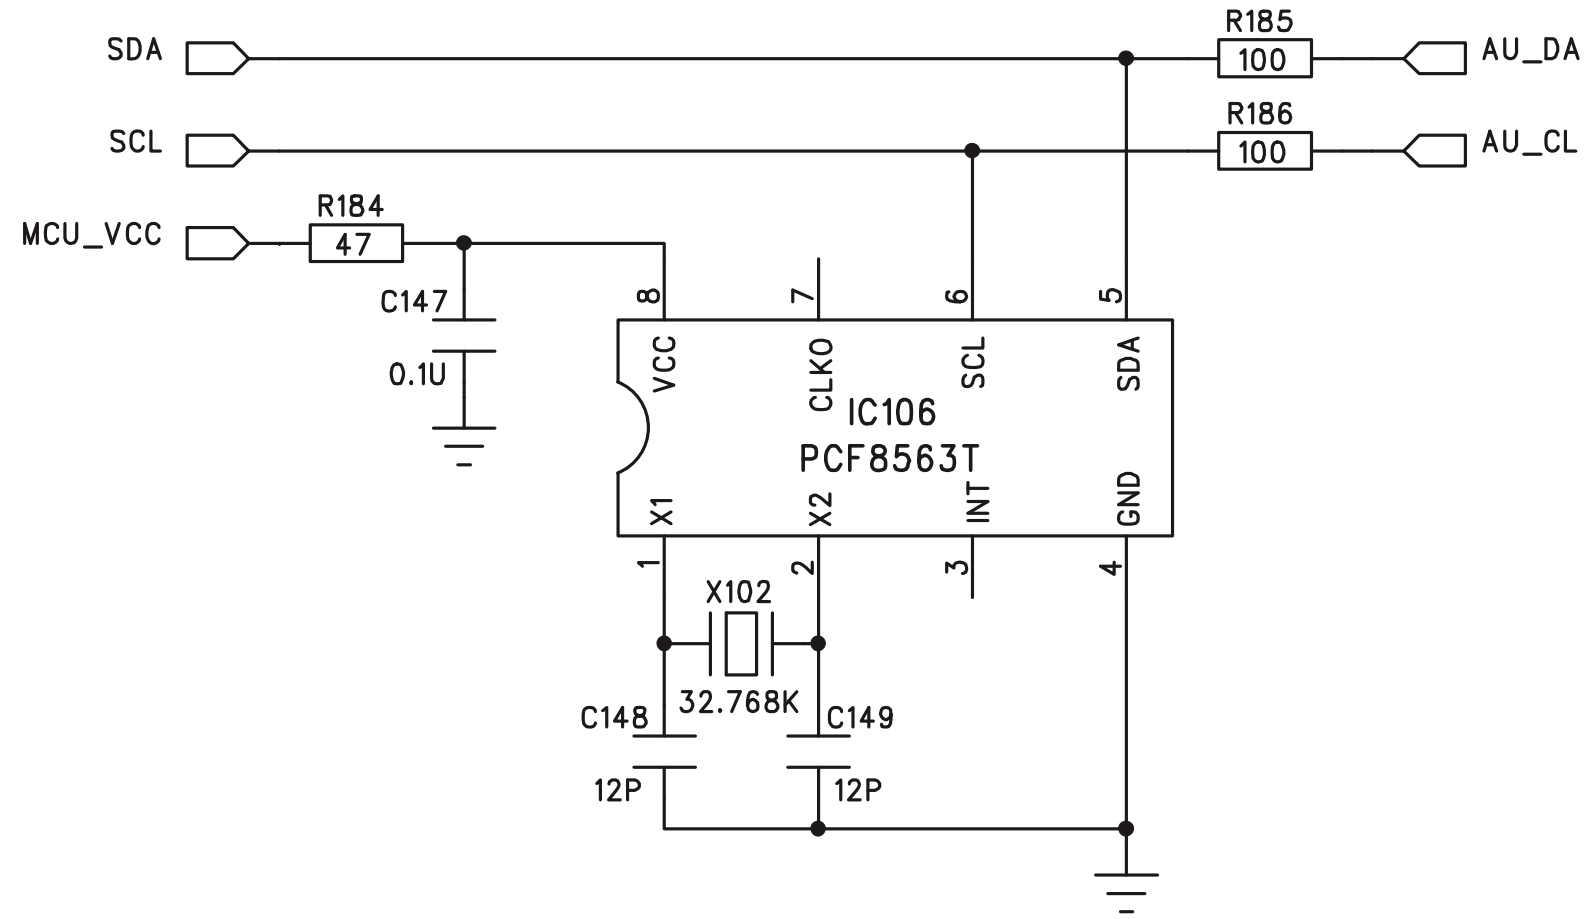 R185
SDA
100
AU_DA
R186
SCL
100
AU_CL
R184
MCU_VCC
47
C147
0.1U
8
7
6
5
VCC
CLKO
SCL
SDA
IC106
PCF8563T
X1
X2
INT
GND
1
2
3
4
X102
32.768K
C148
C149
12P
12P